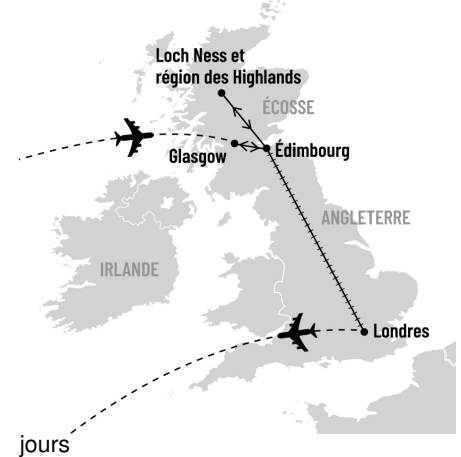 Loch Ness et
région des Highlands
ÉCOSSE
Glasgow
Édimbourg
ANGLETERRE
IRLANDE
Londres
jours